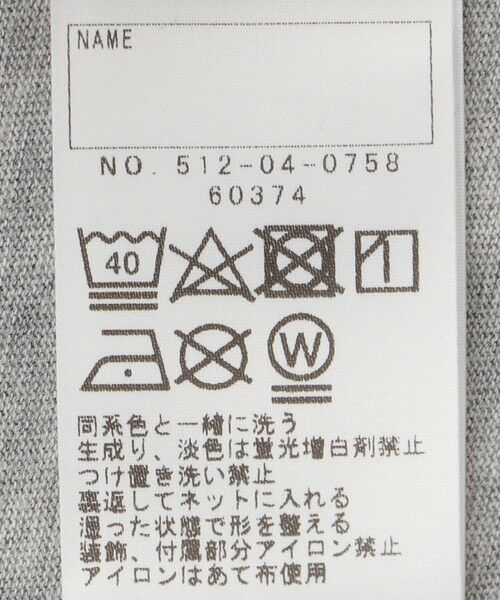 NAME
NO. 512-04-0758
60374
40
W
同系色と一緒に洗う
生成り、淡色は蛍光増白剤禁止
つけ置き洗い禁止
裏返してネットに入れる
湿った状態で形を整える
装飾、付属部分アイロン禁止
アイロンはあて布使用